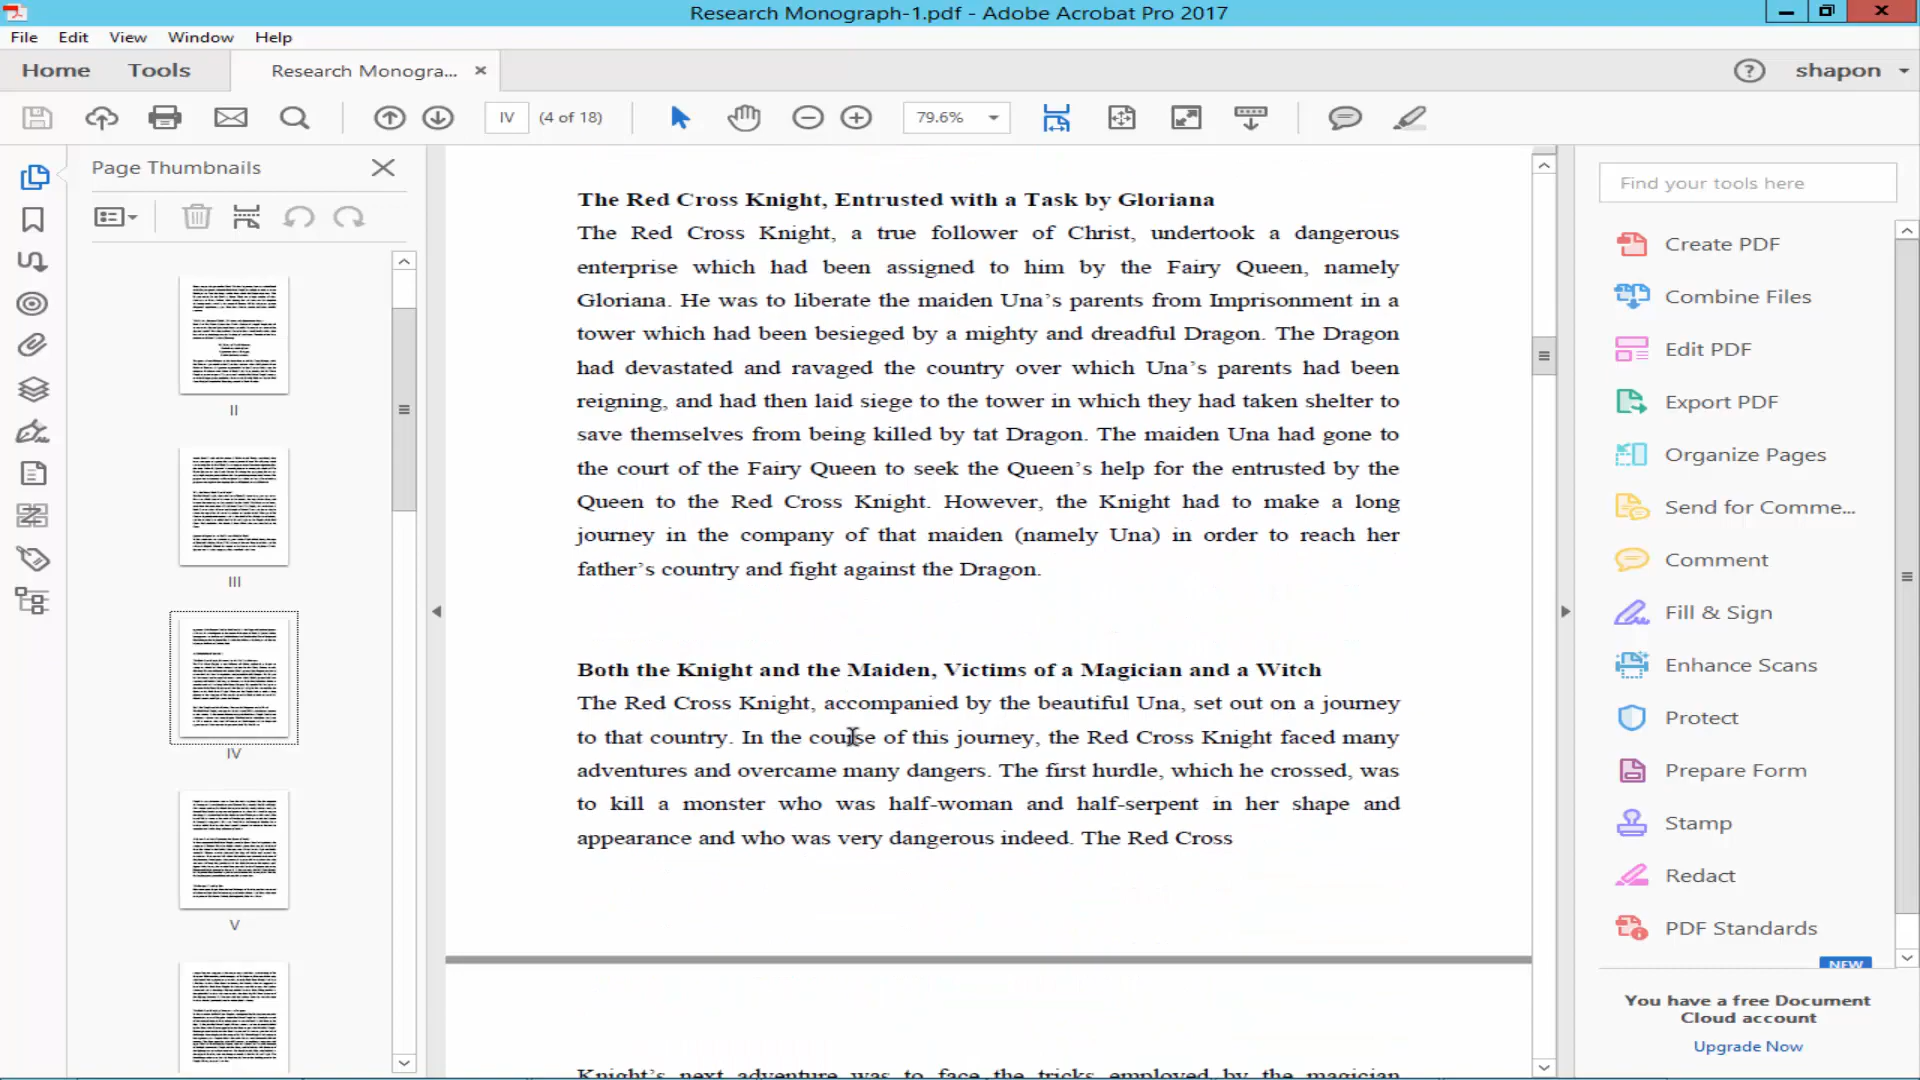 Research Monograph-1.pdf - Adobe Acrobat Pro 2017
File Edit View Window Help
Home Tools Research Monogra... shapon
IV (4 of 18) 79.6%
Page Thumbnails
II
III
IV
V
The Red Cross Knight, Entrusted with a Task by Gloriana
The Red Cross Knight, a true follower of Christ, undertook a dangerous
enterprise which had been assigned to him by the Fairy Queen, namely
Gloriana. He was to liberate the maiden Una's parents from Imprisonment in a
tower which had been besieged by a mighty and dreadful Dragon. The Dragon
had devastated and ravaged the country over which Una's parents had been
reigning, and had then laid siege to the tower in which they had taken shelter to
save themselves from being killed by tat Dragon. The maiden Una had gone to
the court of the Fairy Queen to seek the Queen's help for the entrusted by the
Queen to the Red Cross Knight. However, the Knight had to make a long
journey in the company of that maiden (namely Una) in order to reach her
father's country and fight against the Dragon.
Both the Knight and the Maiden, Victims of a Magician and a Witch
The Red Cross Knight, accompanied by the beautiful Una, set out on a journey
to that country. In the course of this journey, the Red Cross Knight faced many
adventures and overcame many dangers. The first hurdle, which he crossed, was
to kill a monster who was half-woman and half-serpent in her shape and
appearance and who was very dangerous indeed. The Red Cross
Knight's next adventure was to face the tricks employed by the magician
Find your tools here
Create PDF
Combine Files
Edit PDF
Export PDF
Organize Pages
Send for Comme...
Comment
Fill & Sign
Enhance Scans
Protect
Prepare Form
Stamp
Redact
PDF Standards
NEW
You have a free Document
Cloud account
Upgrade Now